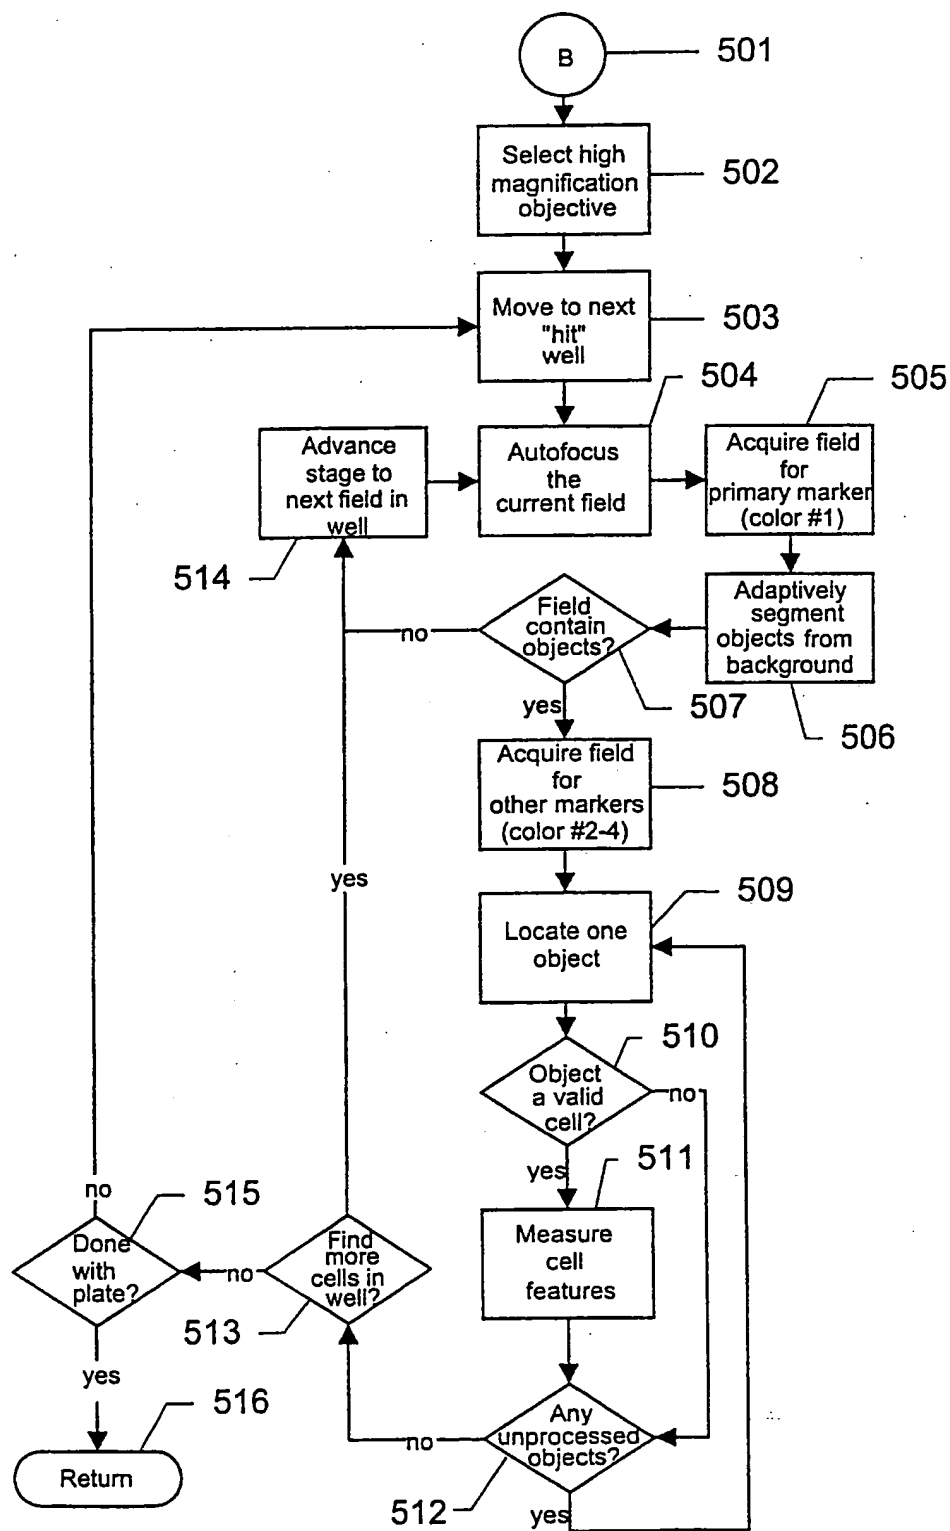 B
501
Select high
magnification
objective
502
Move to next
"hit"
well
503
504
505
Advance
stage to
next field in
well
514
Autofocus
the
current field
Acquire field
for
primary marker
(color #1)
Adaptively
segment
objects from
background
506
Field
contain
objects?
no
507
yes
Acquire field
for
other markers
(color #2-4)
508
yes
509
Locate one
object
510
Object
a valid
cell?
no
yes
511
Measure
cell
features
no
515
Done
with
plate?
no
Find
more
cells in
well?
513
yes
516
Return
Any
unprocessed
objects?
no
512
yes